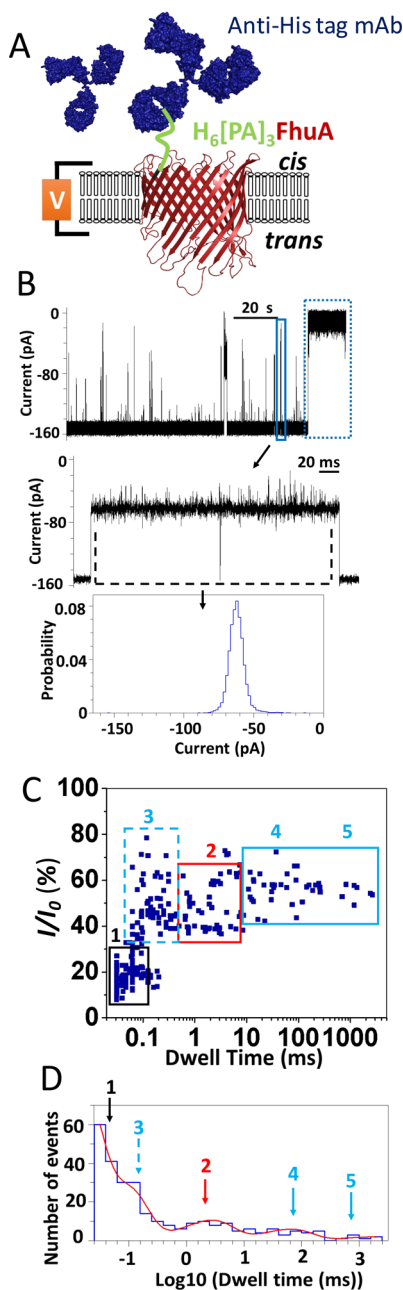 A
Anti-His tag mAb
H6[PA]3FhuA
cis
V
trans
B
20 s
0
-80
-160
Current (pA)
20 ms
0
-80
-160
Current (pA)
0.08
0.04
0
Probability
-150 -100 -50 0
Current (pA)
C
100
80
60
40
20
0
I/I0 (%)
3
2
4
5
1
0.1 1 10 100 1000
Dwell Time (ms)
D
1
3
2
4
5
60
40
20
0
Number of events
-1 0 1 2 3
Log10 (Dwell time (ms))